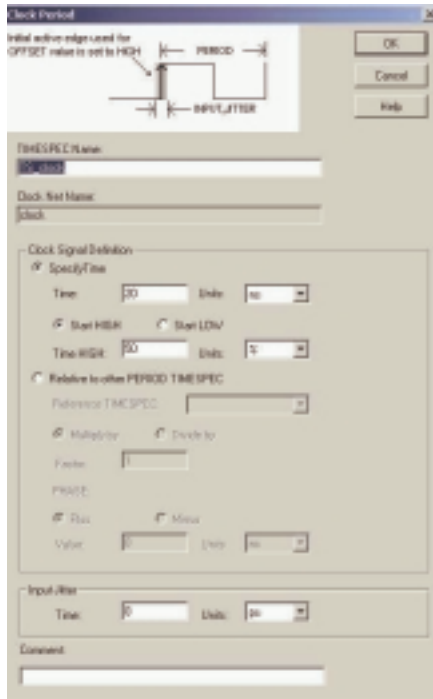 Clock Period
Initial active edge used for
OFFSET value is set to HIGH
PERIOD
INPUT_JITTER
OK
Cancel
Help
TIMESPEC Name:
TS_clock
Clock Net Name:
clock
Clock Signal Definition
Specify Time
Time: 20 Units: ns
Start HIGH Start LOW
Time HIGH: 50 Units: %
Relative to other PERIOD TIMESPEC
Reference TIMESPEC:
Multiply by Divide by
Factor: 1
PHASE
Plus Minus
Value: 0 Units: ns
Input Jitter
Time: 0 Units: ps
Comment: